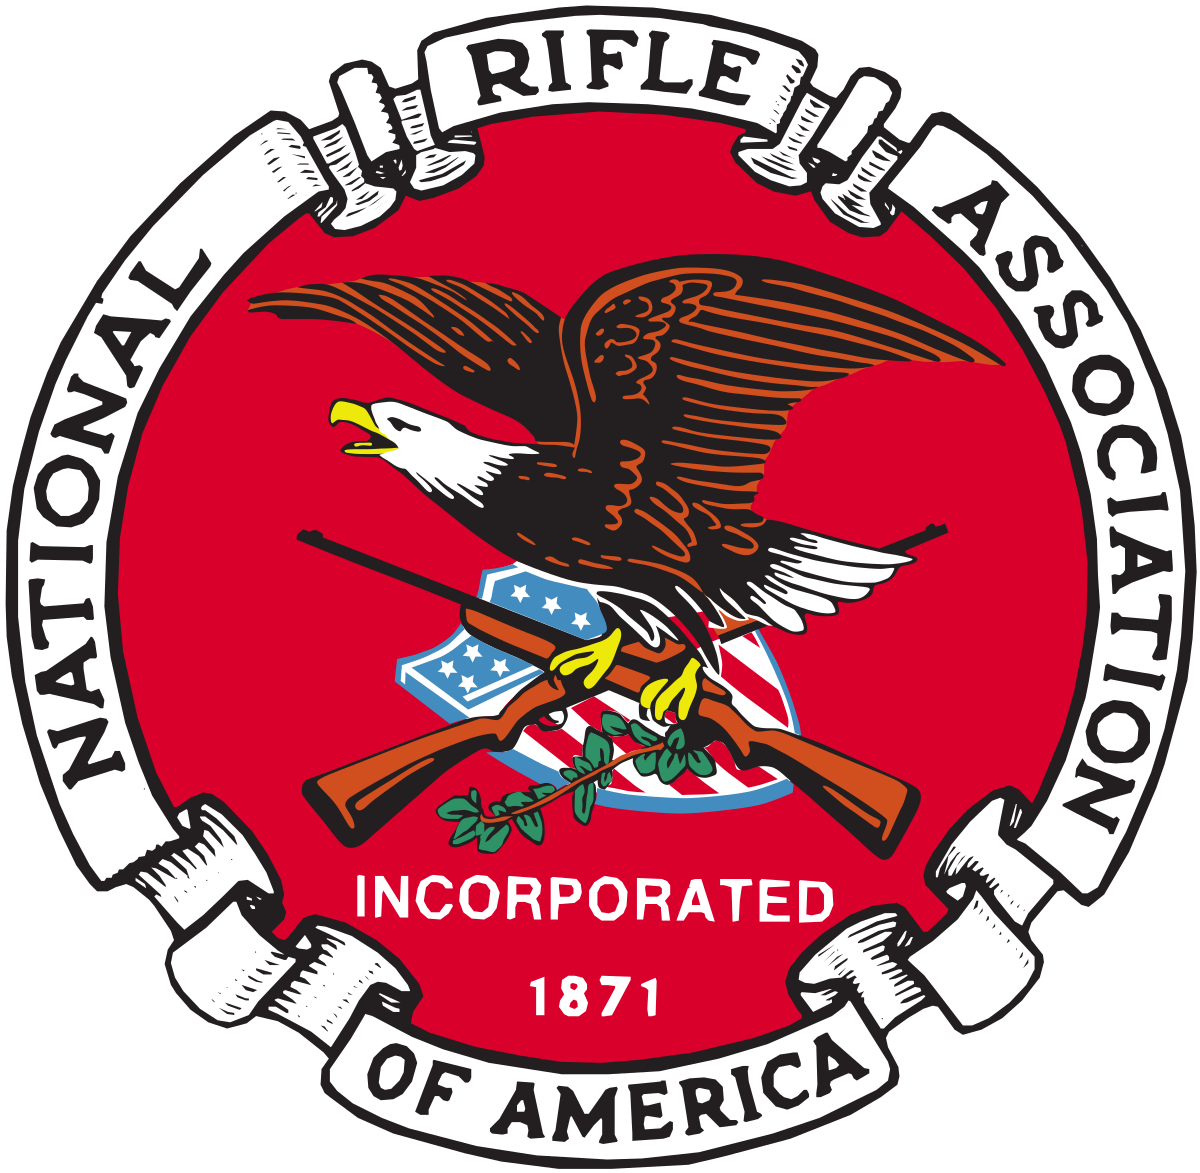 NATIONAL
RIFLE
ASSOCIATION
OF AMERICA
INCORPORATED
1871